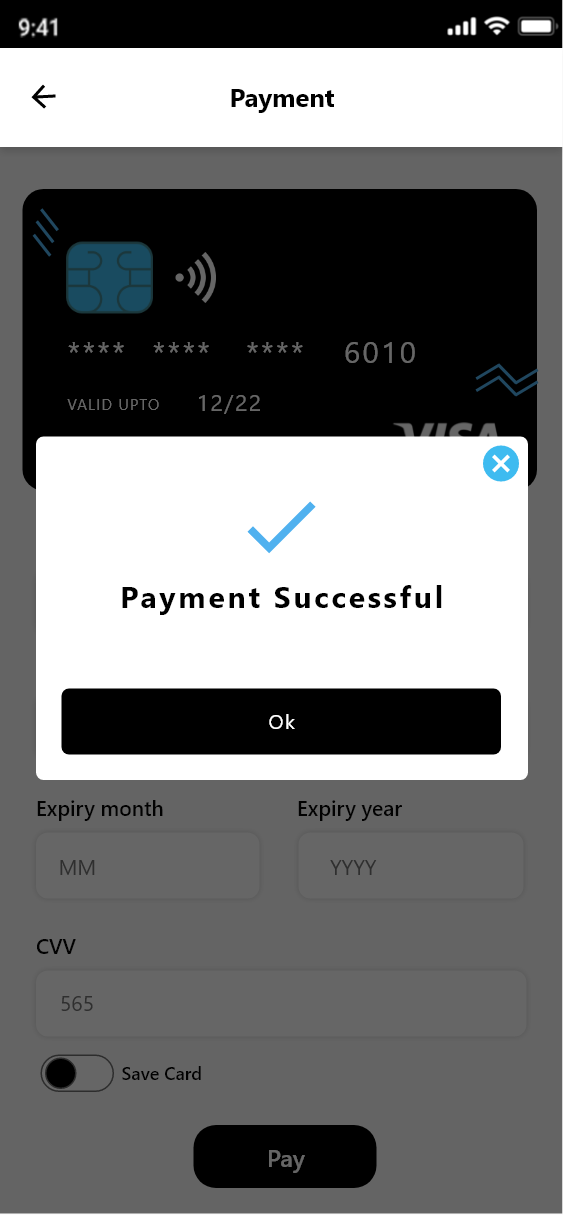 9:41
Payment
**** **** **** 6010
VALID UPTO 12/22
VISA
Payment Successful
Ok
Expiry month Expiry year
MM YYYY
CVV
565
Save Card
Pay